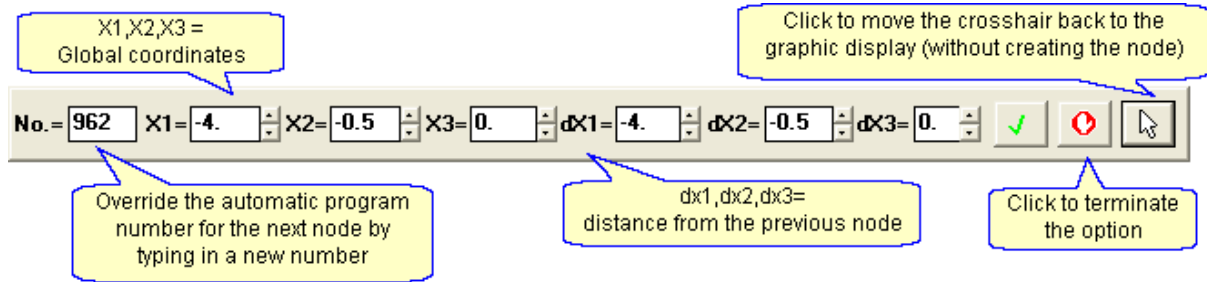 X1,X2,X3 =
Global coordinates
Click to move the crosshair back to the
graphic display (without creating the node)
No.= 962 X1= -4. X2= -0.5 X3= 0. dX1= -4. dX2= -0.5 dX3= 0.
Override the automatic program
number for the next node by
typing in a new number
dx1,dx2,dx3=
distance from the previous node
Click to terminate
the option